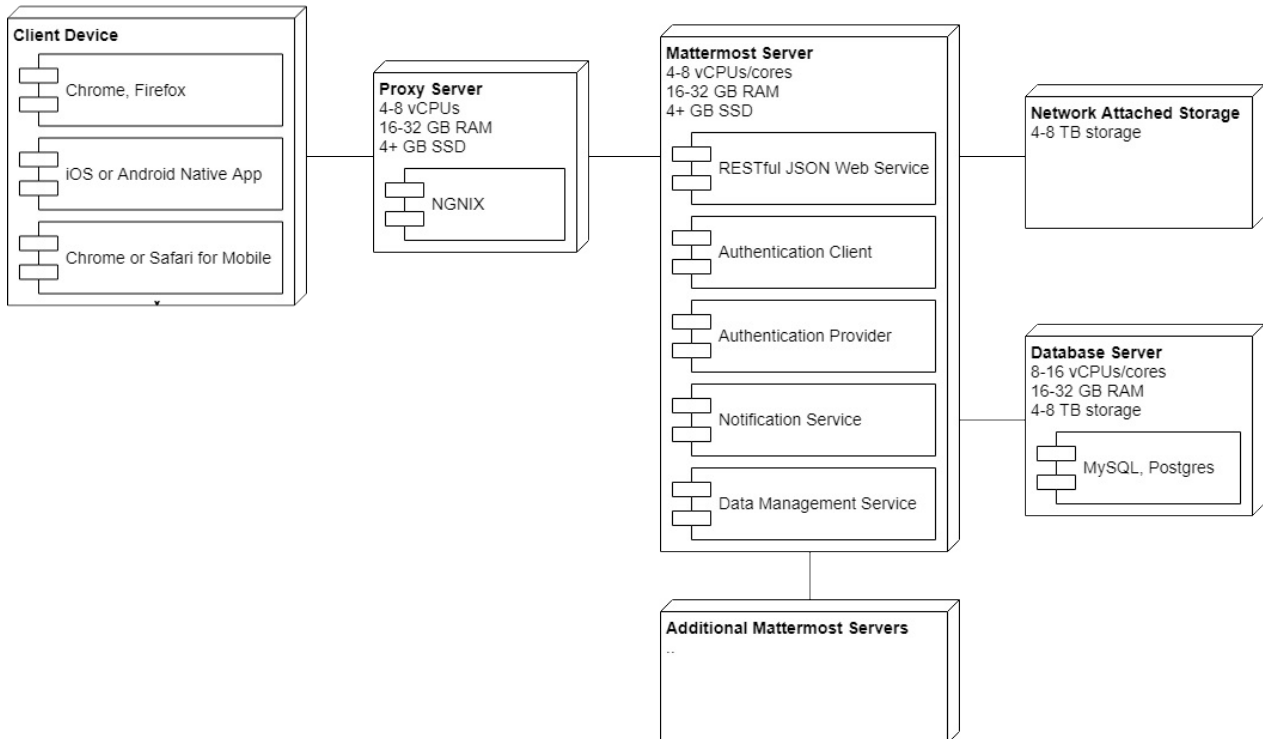 Client Device
Chrome, Firefox
iOS or Android Native App
Chrome or Safari for Mobile
x
Proxy Server
4-8 vCPUs
16-32 GB RAM
4+ GB SSD
NGNIX
Mattermost Server
4-8 vCPUs/cores
16-32 GB RAM
4+ GB SSD
RESTful JSON Web Service
Authentication Client
Authentication Provider
Notification Service
Data Management Service
Network Attached Storage
4-8 TB storage
Database Server
8-16 vCPUs/cores
16-32 GB RAM
4-8 TB storage
MySQL, Postgres
Additional Mattermost Servers
..